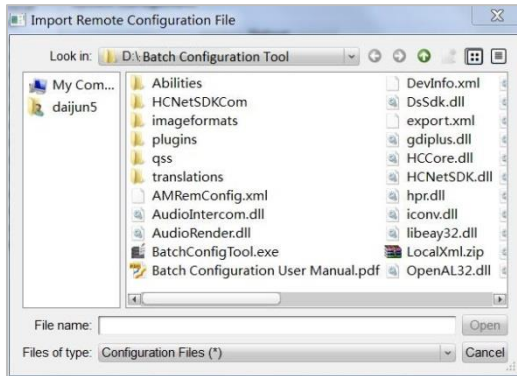 Import Remote Configuration File
Look in: D:\Batch Configuration Tool
My Com...
daijun5
Abilities
HCNetSDKCom
imageformats
plugins
qss
translations
AMRemConfig.xml
AudioIntercom.dll
AudioRender.dll
BatchConfigTool.exe
Batch Configuration User Manual.pdf
DevInfo.xml
DsSdk.dll
export.xml
gdiplus.dll
HCCore.dll
HCNetSDK.dll
hpr.dll
iconv.dll
libeay32.dll
LocalXml.zip
OpenAL32.dll
File name: Open
Files of type: Configuration Files (*) Cancel